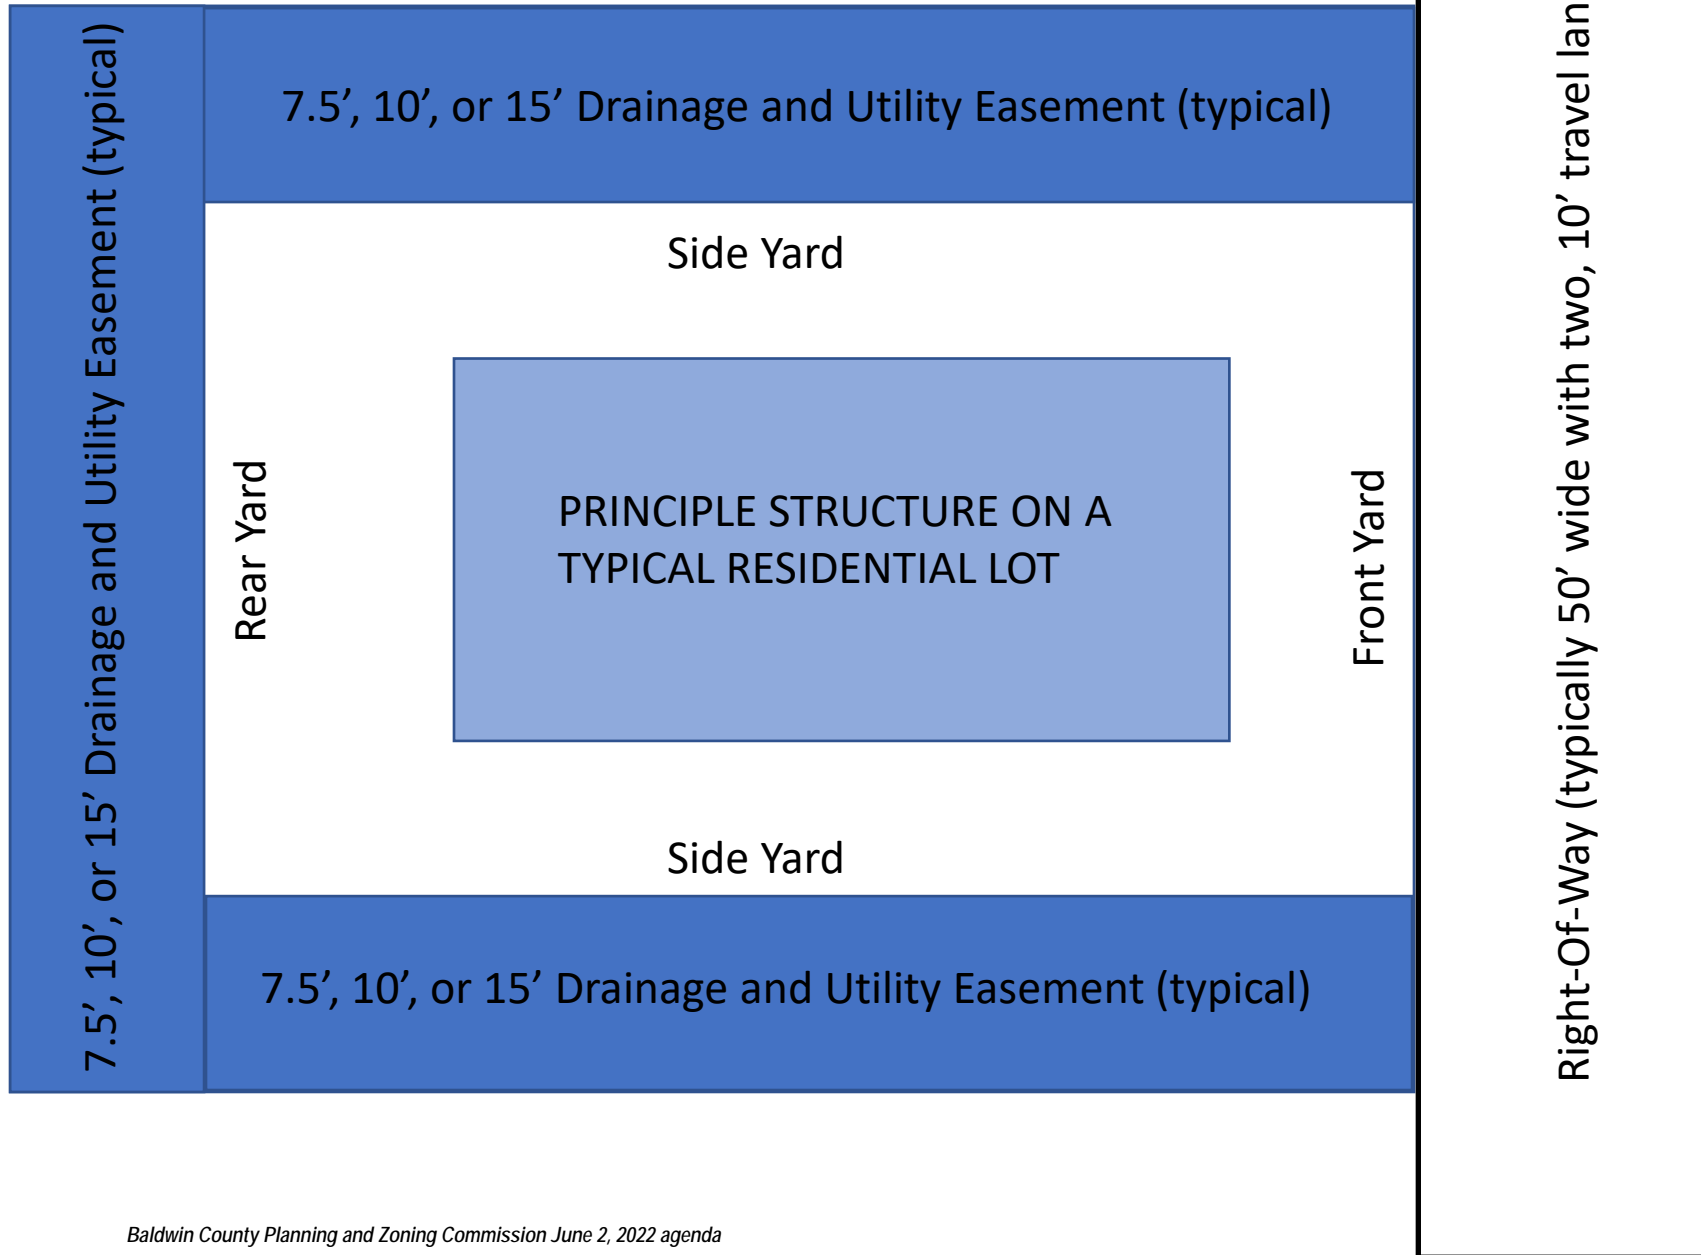 7.5’, 10’, or 15’ Drainage and Utility Easement (typical)
7.5’, 10’, or 15’ Drainage and Utility Easement (typical)
Side Yard
Rear Yard
PRINCIPLE STRUCTURE ON A
TYPICAL RESIDENTIAL LOT
Front Yard
Side Yard
7.5’, 10’, or 15’ Drainage and Utility Easement (typical)
Right-Of-Way (typically 50’ wide with two, 10’ travel lan
Baldwin County Planning and Zoning Commission June 2, 2022 agenda